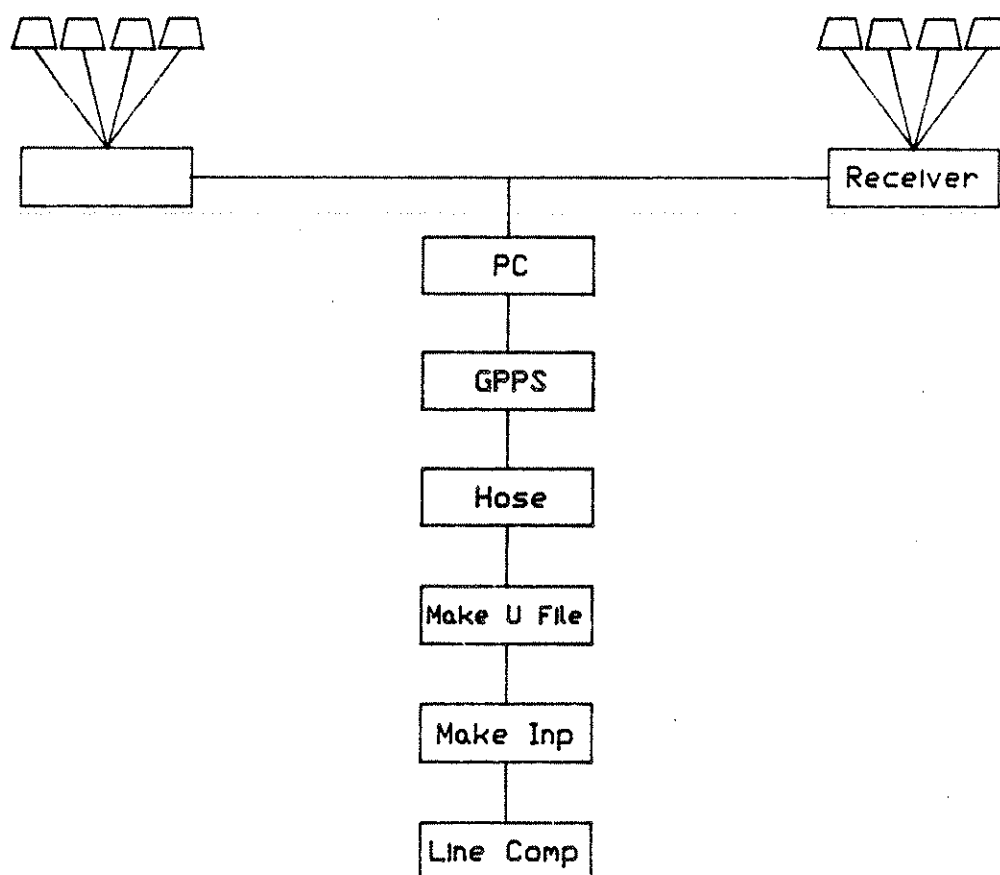 Receiver
PC
GPPS
Hose
Make U File
Make Inp
Line Comp